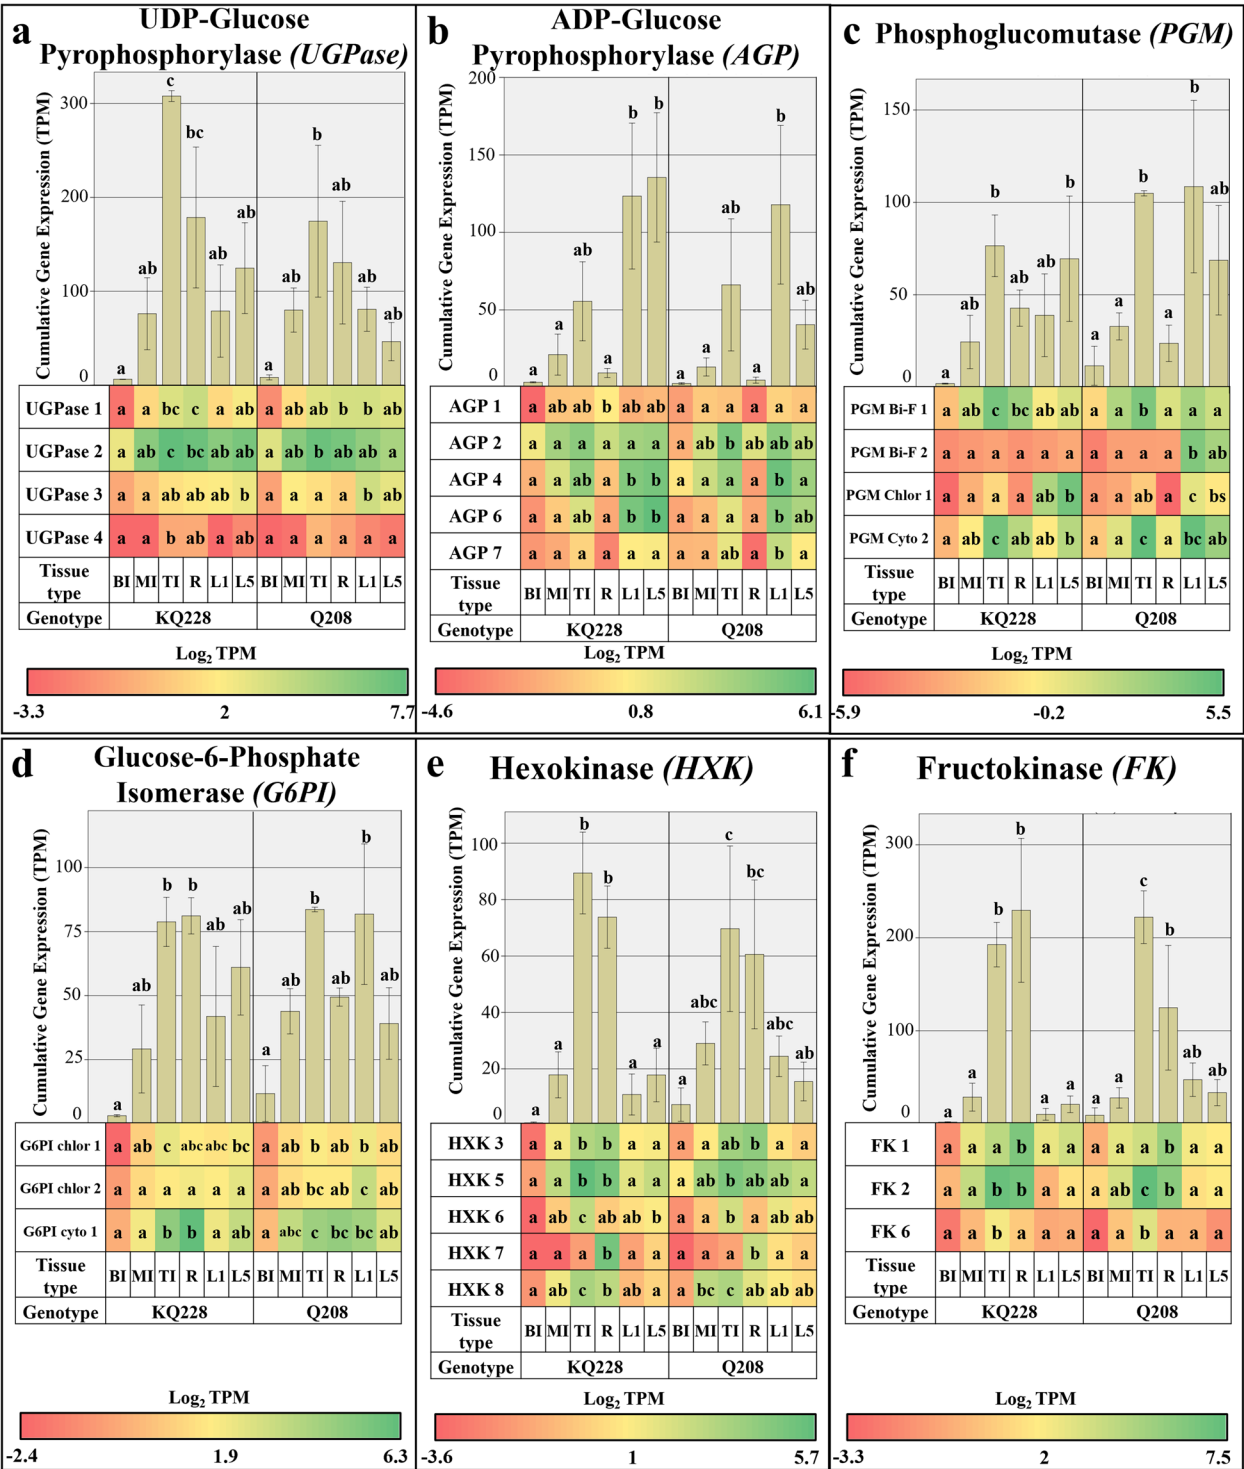 a
UDP-Glucose
Pyrophosphorylase (UGPase)
Cumulative Gene Expression (TPM)
300
200
100
0
a ab c bc ab ab a ab b ab ab ab
UGPase 1 a a bc c a ab a ab ab b b ab
UGPase 2 a ab c bc ab ab a ab b ab ab a
UGPase 3 a a ab ab ab b a a a a b ab
UGPase 4 a a b ab a ab a a a a a a
Tissue type BI MI TI R L1 L5 BI MI TI R L1 L5
Genotype KQ228 Q208
Log2 TPM
-3.3 2 7.7
b
ADP-Glucose
Pyrophosphorylase (AGP)
Cumulative Gene Expression (TPM)
200
150
100
50
0
a a ab a b b a a ab a b ab
AGP 1 a ab ab b ab ab a a a a a a
AGP 2 a a a a a a a ab b ab ab ab
AGP 4 a a ab a b b a a a a b a
AGP 6 a a ab a b b a a a a b ab
AGP 7 a a a a a a a a ab a b a
Tissue type BI MI TI R L1 L5 BI MI TI R L1 L5
Genotype KQ228 Q208
Log2 TPM
-4.6 0.8 6.1
c
Phosphoglucomutase (PGM)
Cumulative Gene Expression (TPM)
150
100
50
0
a ab b ab ab b a a b a b ab
PGM Bi-F 1 a ab c bc ab ab a a b a a a
PGM Bi-F 2 a a a a a a a a a a b ab
PGM Chlor 1 a a a a ab b a a ab a c bs
PGM Cyto 2 a ab c ab ab b a a c a bc ab
Tissue type BI MI TI R L1 L5 BI MI TI R L1 L5
Genotype KQ228 Q208
Log2 TPM
-5.9 -0.2 5.5
d
Glucose-6-Phosphate
Isomerase (G6PI)
Cumulative Gene Expression (TPM)
100
75
50
25
0
a ab b b ab ab a ab b ab b ab
G6PI chlor 1 a ab c abc abc bc a ab b ab b ab
G6PI chlor 2 a a a a a a a ab bc ab c ab
G6PI cyto 1 a a b b a ab a abc c bc bc ab
Tissue type BI MI TI R L1 L5 BI MI TI R L1 L5
Genotype KQ228 Q208
Log2 TPM
-2.4 1.9 6.3
e
Hexokinase (HXK)
Cumulative Gene Expression (TPM)
100
80
60
40
20
0
a a b b a a a abc c bc abc ab
HXK 3 a a b b a a a a ab b a a
HXK 5 a a b b a a a ab b ab ab a
HXK 6 a ab c ab ab b a a b a ab ab
HXK 7 a a a b a a a a a b a a
HXK 8 a ab c b ab a a bc c ab ab ab
Tissue type BI MI TI R L1 L5 BI MI TI R L1 L5
Genotype KQ228 Q208
Log2 TPM
-3.6 1 5.7
f
Fructokinase (FK)
Cumulative Gene Expression (TPM)
300
200
100
0
a a b b a a a a c b ab ab
FK 1 a a a b a a a a a b a a
FK 2 a a b b a a a ab c b a a
FK 6 a a b a a a a a b a a a
Tissue type BI MI TI R L1 L5 BI MI TI R L1 L5
Genotype KQ228 Q208
Log2 TPM
-3.3 2 7.5